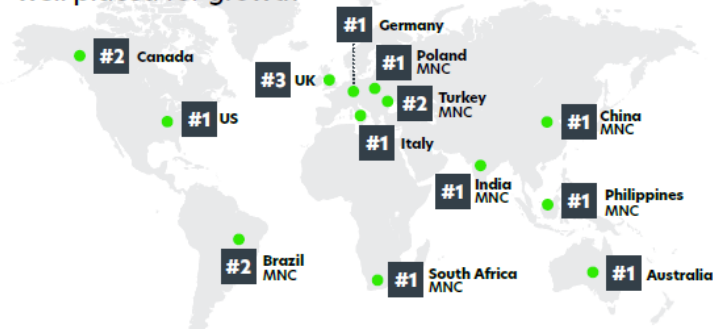 #1 Germany
#2 Canada
#1 Poland
MNC
#3 UK
#2 Turkey
MNC
#1 US
#1 China
MNC
#1 Italy
#1 India
MNC
#1 Philippines
MNC
#2 Brazil
MNC
#1 South Africa
MNC
#1 Australia